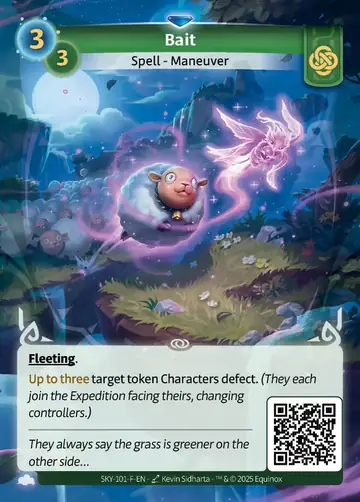 3
3
Bait
Spell - Maneuver
Fleeting.
Up to three target token Characters defect. (They each
join the Expedition facing theirs, changing
controllers.)
They always say the grass is greener on the
other side…
SKY-101-F-EN - Kevin Sidharta - ™ & © 2025 Equinox